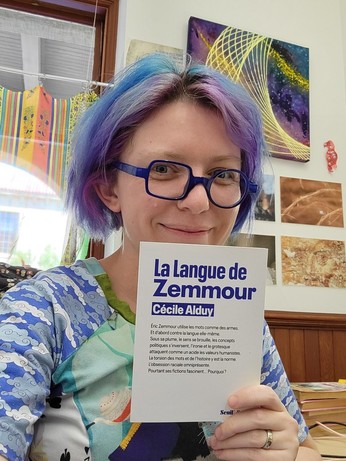 La Langue de
Zemmour
Cécile Alduy
Éric Zemmour utilise les mots comme des armes.
Et d'abord contre la langue elle-même.
Sous sa plume, le sens se brouille, les concepts
politiques s'inversent, l'ironie et le grotesque
attaquent comme un acide les valeurs humanistes.
La torsion des mots et de l'histoire y est la norme.
L'obsession raciale omniprésente.
Pourtant ses fictions fascinent... Pourquoi ?
Seuil